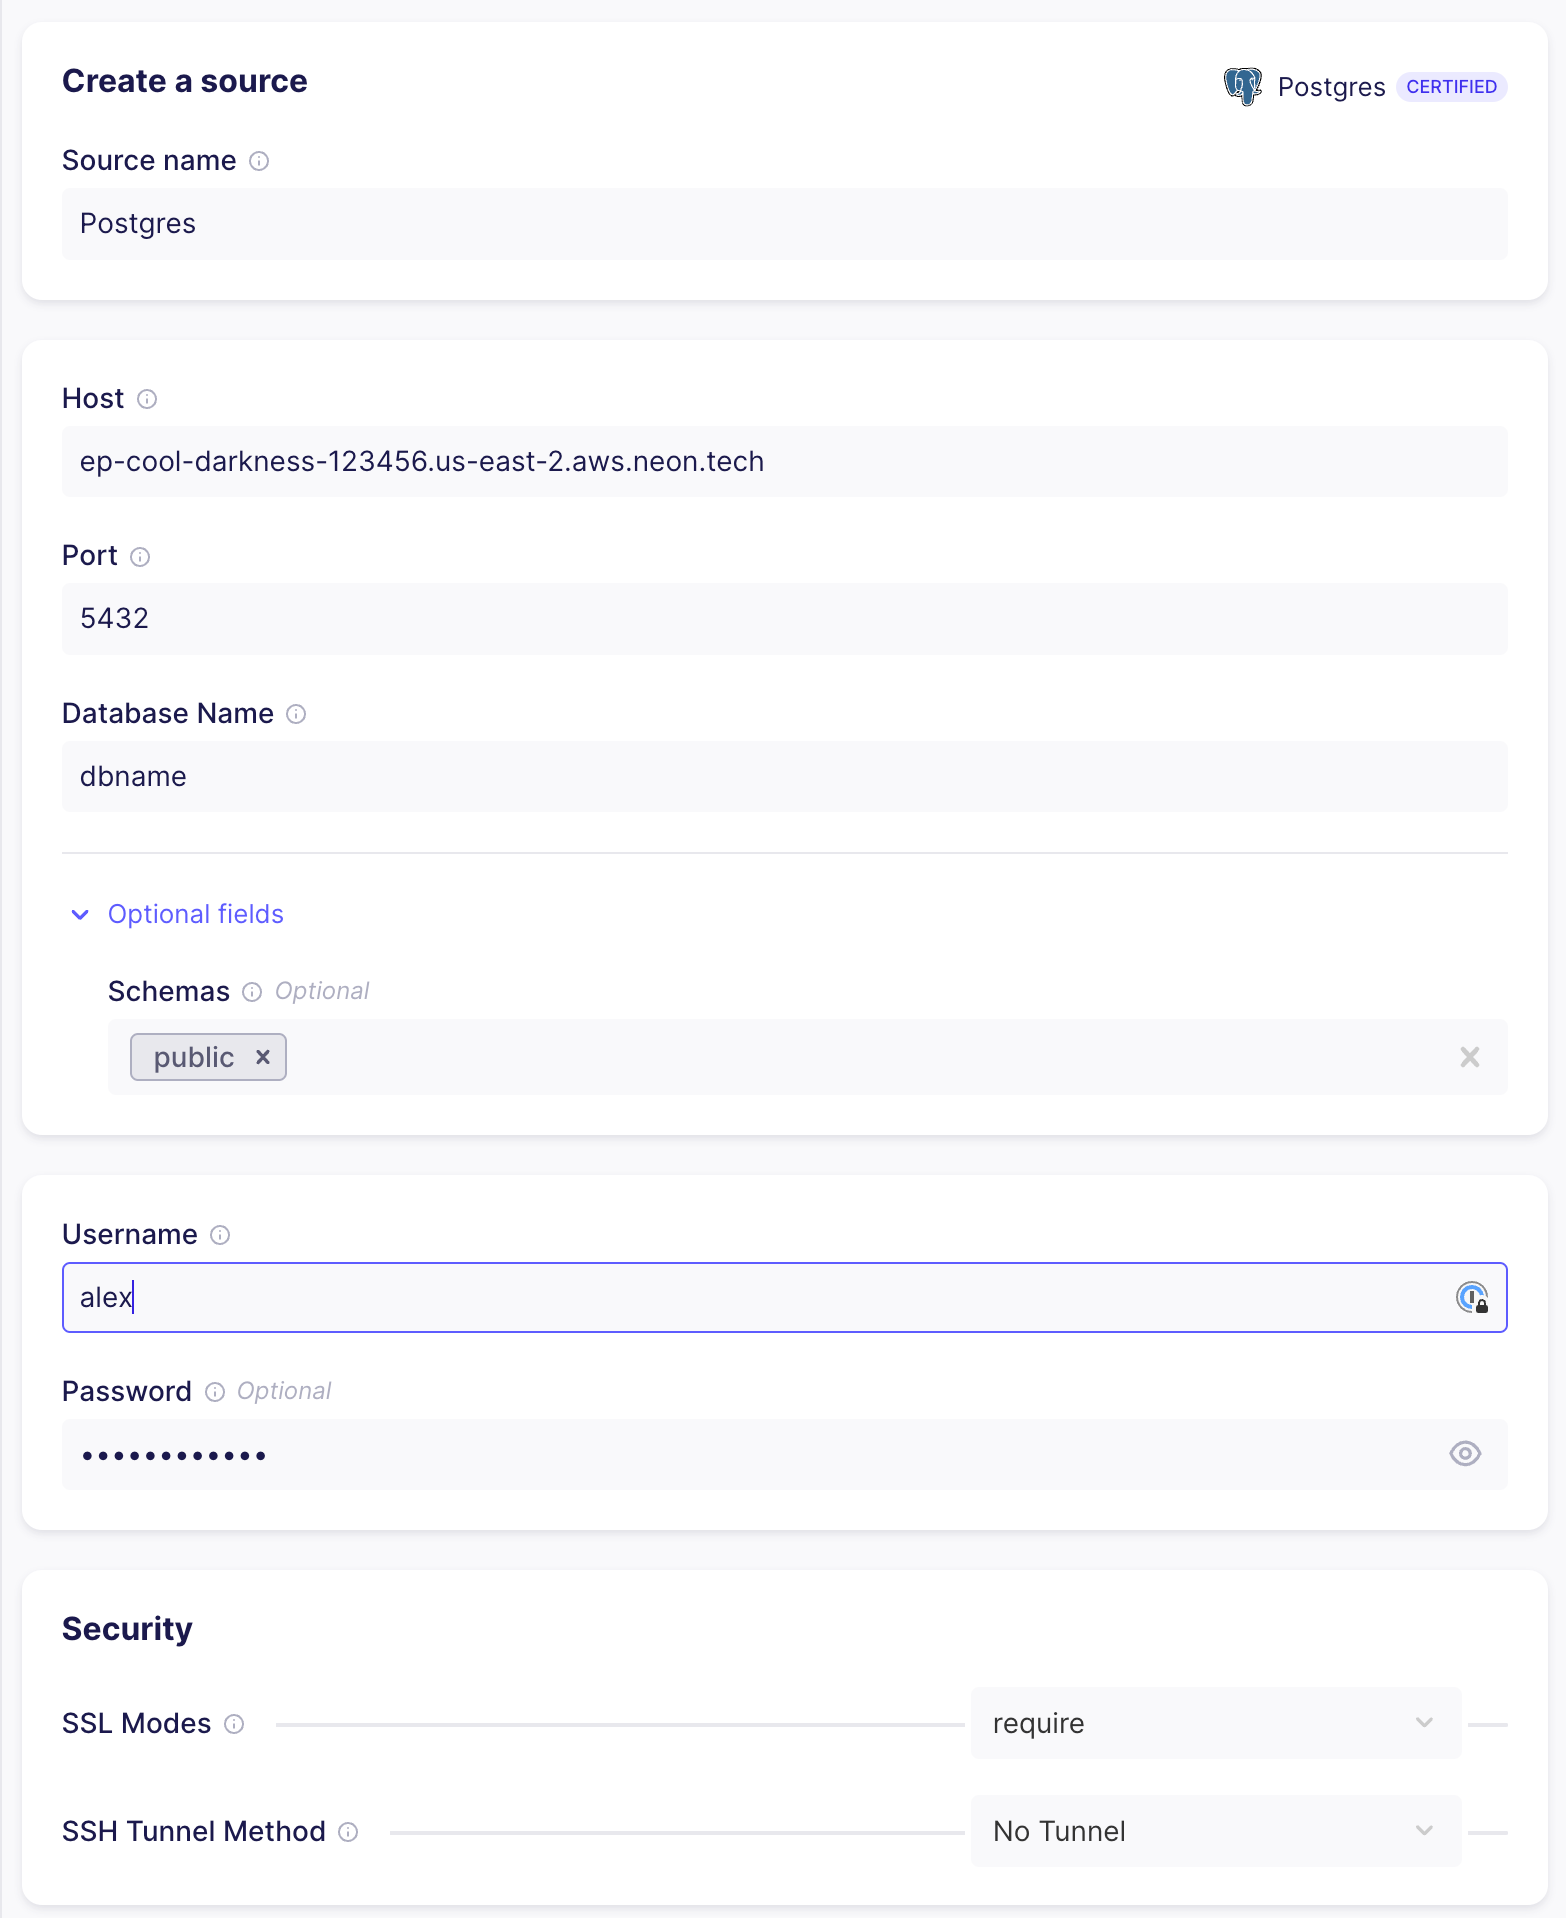 Create a source
Postgres CERTIFIED
Source name
Postgres
Host
ep-cool-darkness-123456.us-east-2.aws.neon.tech
Port
5432
Database Name
dbname
Optional fields
Schemas Optional
public
Username
alex
Password Optional
••••••••••••
Security
SSL Modes require
SSH Tunnel Method No Tunnel